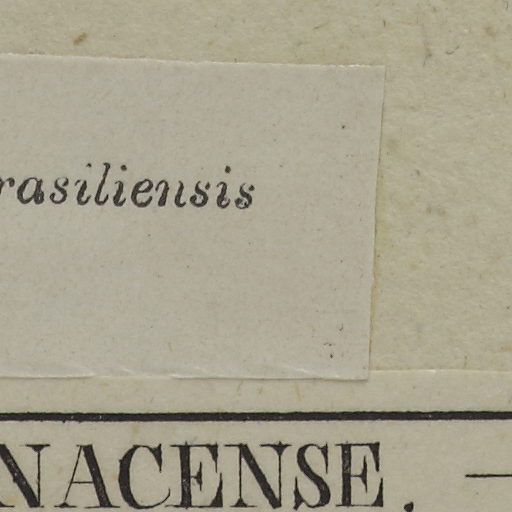 rasiliensis
NACENSE. —